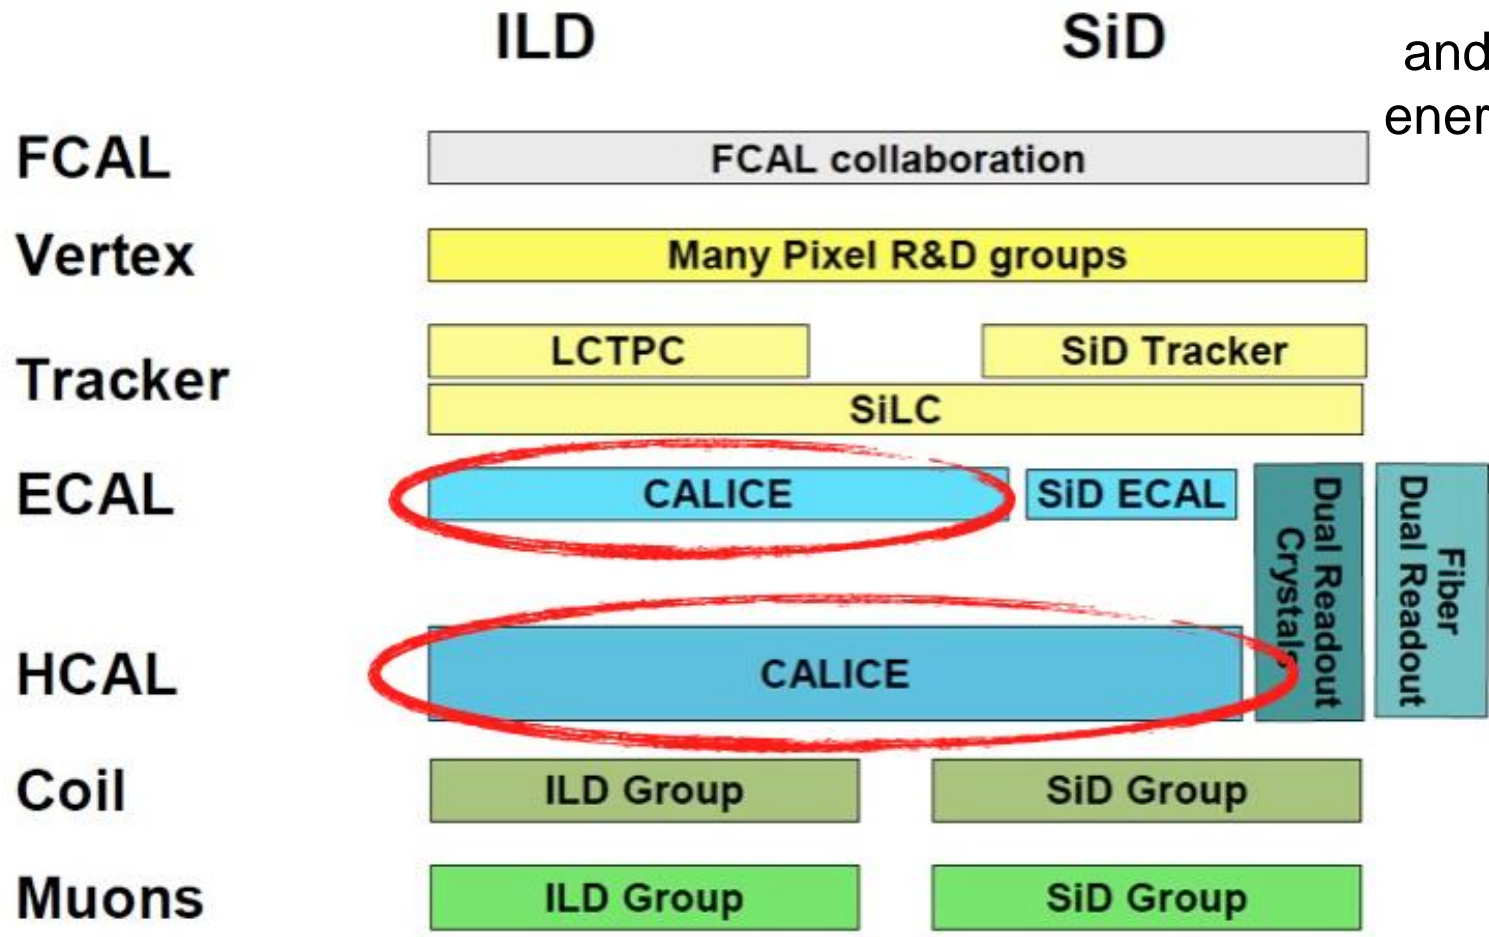 ILD
SiD
and
ener
FCAL
FCAL collaboration
Vertex
Many Pixel R&D groups
Tracker
LCTPC
SiD Tracker
SiLC
ECAL
CALICE
SiD ECAL
Dual Readout
Crystals
Fiber
Dual Readout
HCAL
CALICE
Coil
ILD Group
SiD Group
Muons
ILD Group
SiD Group